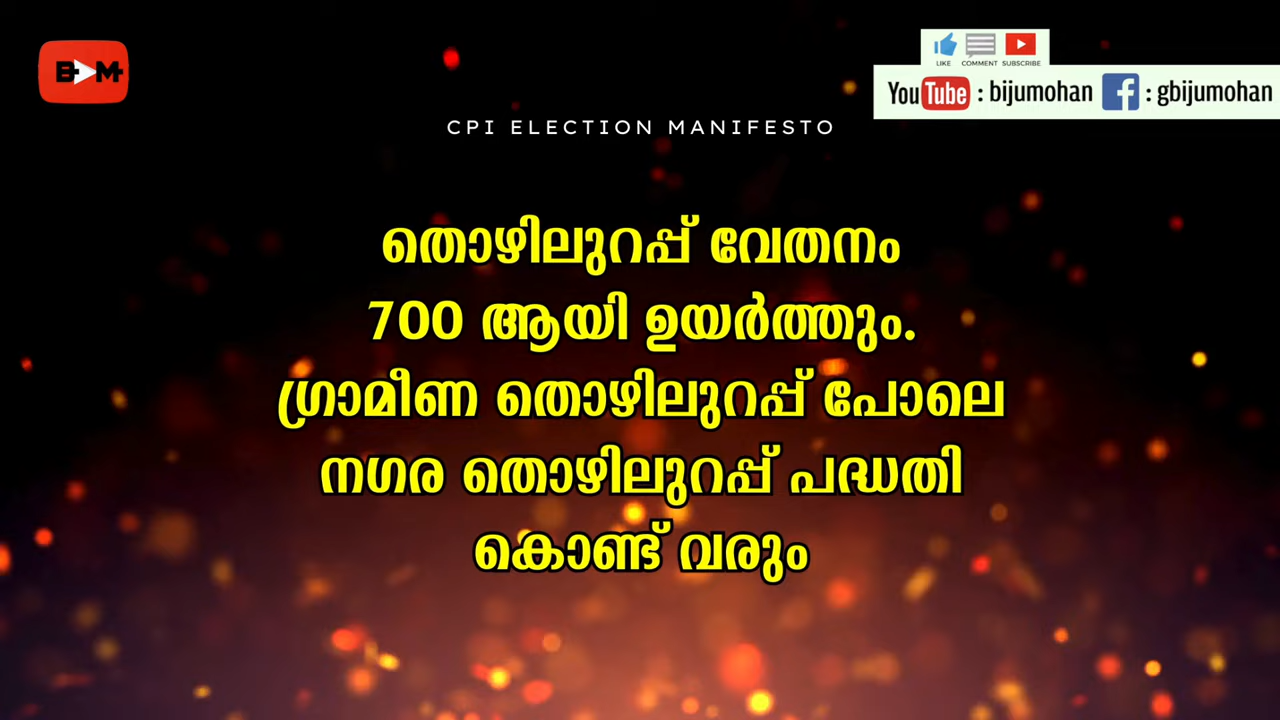 BM
LIKE COMMENT SUBSCRIBE
YouTube : bijumohan f : gbijumohan
CPI ELECTION MANIFESTO
തൊഴിലുറപ്പ് വേതനം
700 ആയി ഉയർത്തും.
ഗ്രാമീണ തൊഴിലുറപ്പ് പോലെ
നഗര തൊഴിലുറപ്പ് പദ്ധതി
കൊണ്ട് വരും